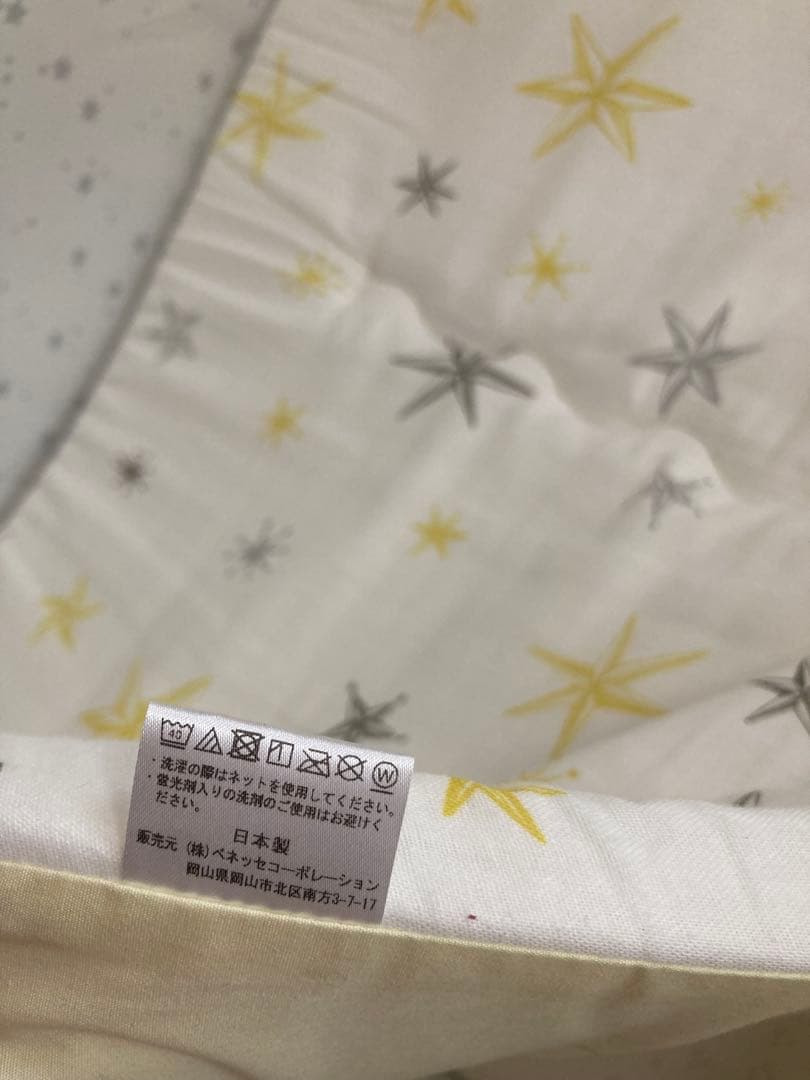 40
W
・洗濯の際はネットを使用してください。
・蛍光剤入りの洗剤のご使用はお避けく
ださい。
日本製
販売元 (株)ベネッセコーポレーション
岡山県岡山市北区南方3-7-17